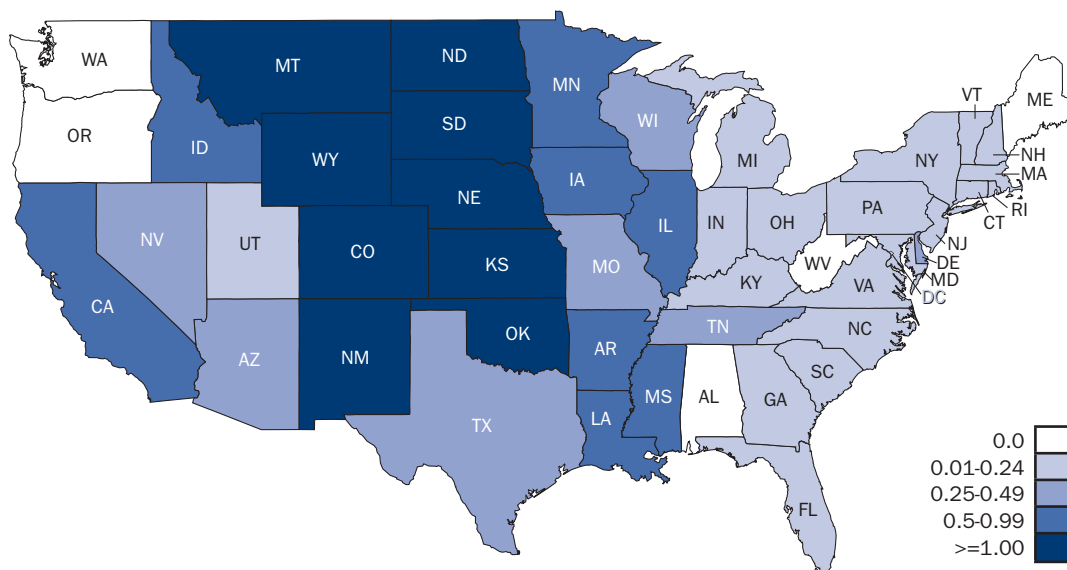 WA
MT
ND
MN
ME
VT
OR
ID
SD
WI
NY
NH
MA
WY
MI
RI
CT
IA
NE
PA
NV
UT
IL
IN
OH
NJ
DE
MD
DC
CO
KS
MO
WV
VA
KY
CA
OK
TN
NC
AZ
NM
AR
SC
MS
AL
GA
LA
TX
FL
0.0
0.01-0.24
0.25-0.49
0.5-0.99
>=1.00